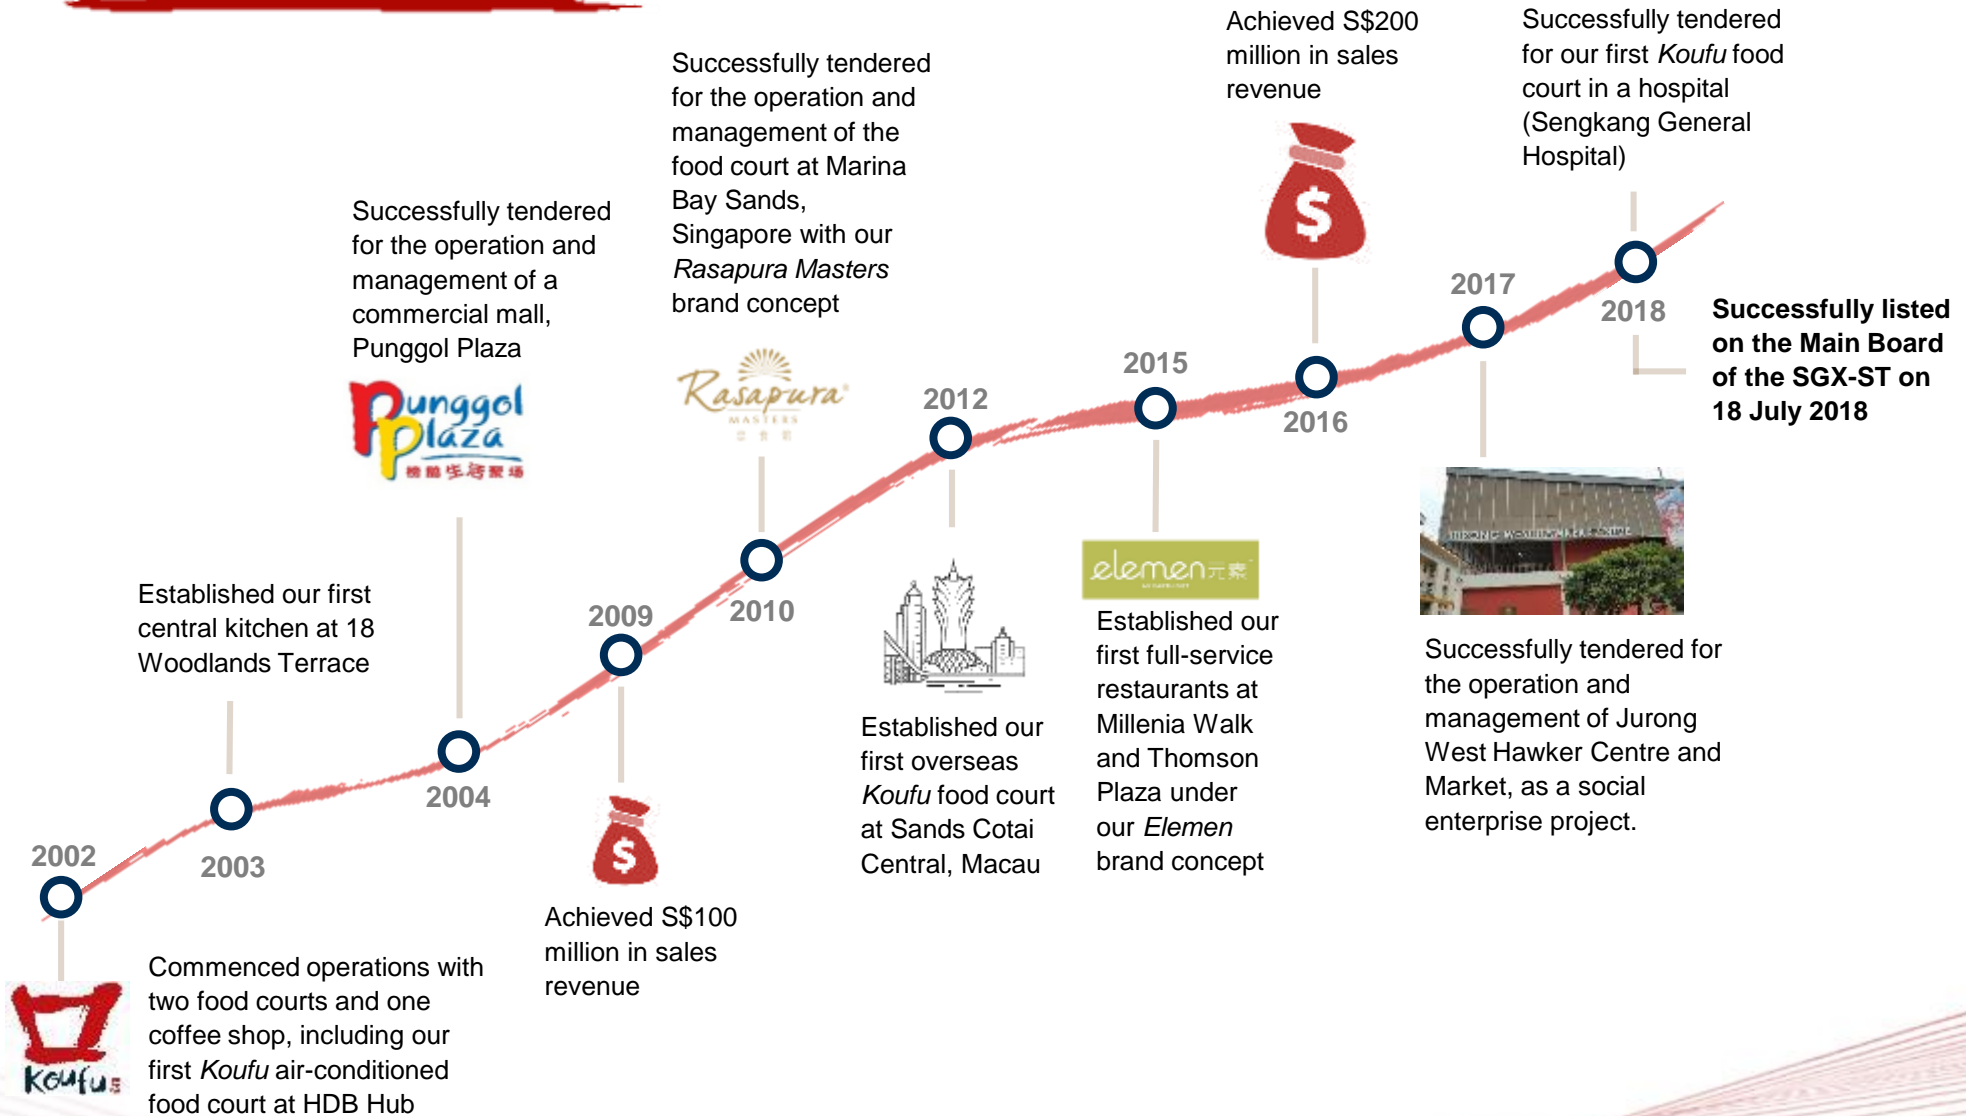 2002
Koufu
Commenced operations with
two food courts and one
coffee shop, including our
first Koufu air-conditioned
food court at HDB Hub
Established our first
central kitchen at 18
Woodlands Terrace
2003
Successfully tendered
for the operation and
management of a
commercial mall,
Punggol Plaza
Punggol
Plaza
2004
2009
$
Achieved S$100
million in sales
revenue
Successfully tendered
for the operation and
management of the
food court at Marina
Bay Sands,
Singapore with our
Rasapura Masters
brand concept
Rasapura
MASTERS
2010
2012
Established our
first overseas
Koufu food court
at Sands Cotai
Central, Macau
2015
elemen元素
Established our
first full-service
restaurants at
Millenia Walk
and Thomson
Plaza under
our Elemen
brand concept
Achieved S$200
million in sales
revenue
$
2016
2017
Successfully tendered for
the operation and
management of Jurong
West Hawker Centre and
Market, as a social
enterprise project.
Successfully tendered
for our first Koufu food
court in a hospital
(Sengkang General
Hospital)
2018
Successfully listed
on the Main Board
of the SGX-ST on
18 July 2018